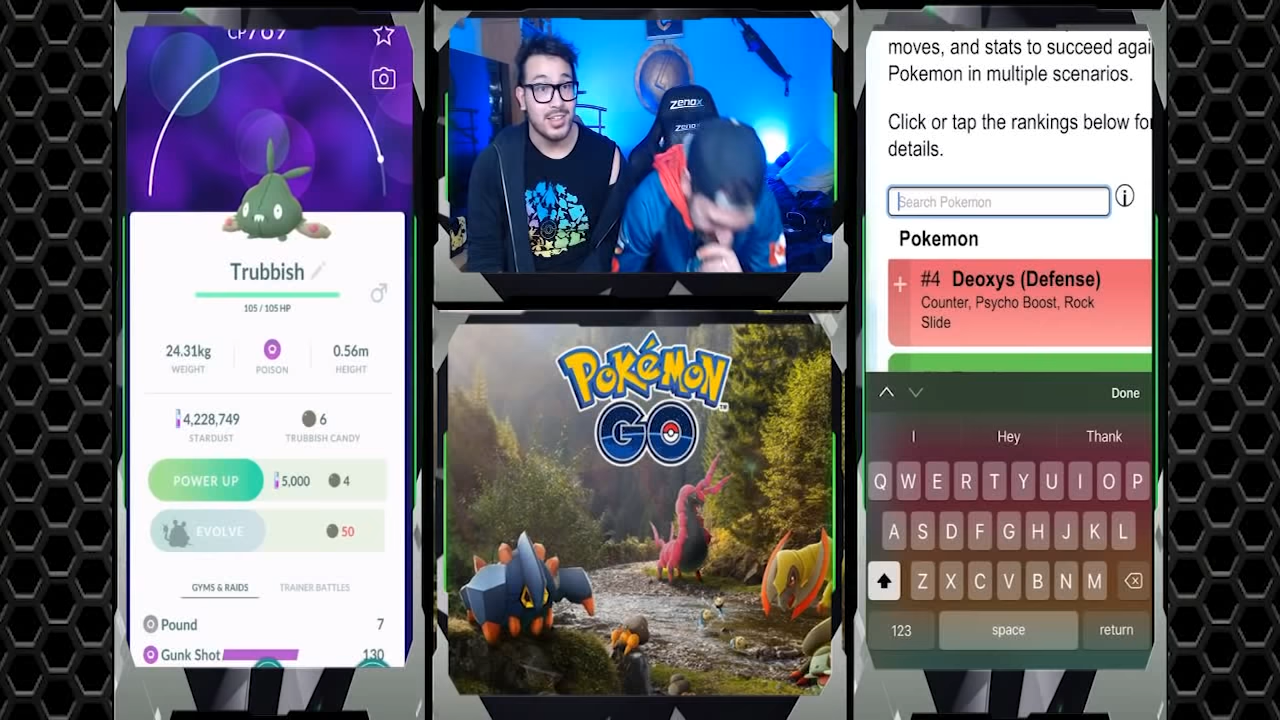 CP769
Trubbish
105 / 105 HP
24.31kg
WEIGHT
POISON
0.56m
HEIGHT
4,228,749
STARDUST
6
TRUBBISH CANDY
POWER UP
5,000
4
EVOLVE
50
GYMS & RAIDS
TRAINER BATTLES
Pound
7
Gunk Shot
130
ZENOX
ZENOX
POKÉMON
GO
moves, and stats to succeed agai
Pokemon in multiple scenarios.
Click or tap the rankings below for
details.
Search Pokemon
i
Pokemon
+ #4 Deoxys (Defense)
Counter, Psycho Boost, Rock
Slide
Done
I Hey Thank
Q W E R T Y U I O P
A S D F G H J K L
Z X C V B N M
123 space return